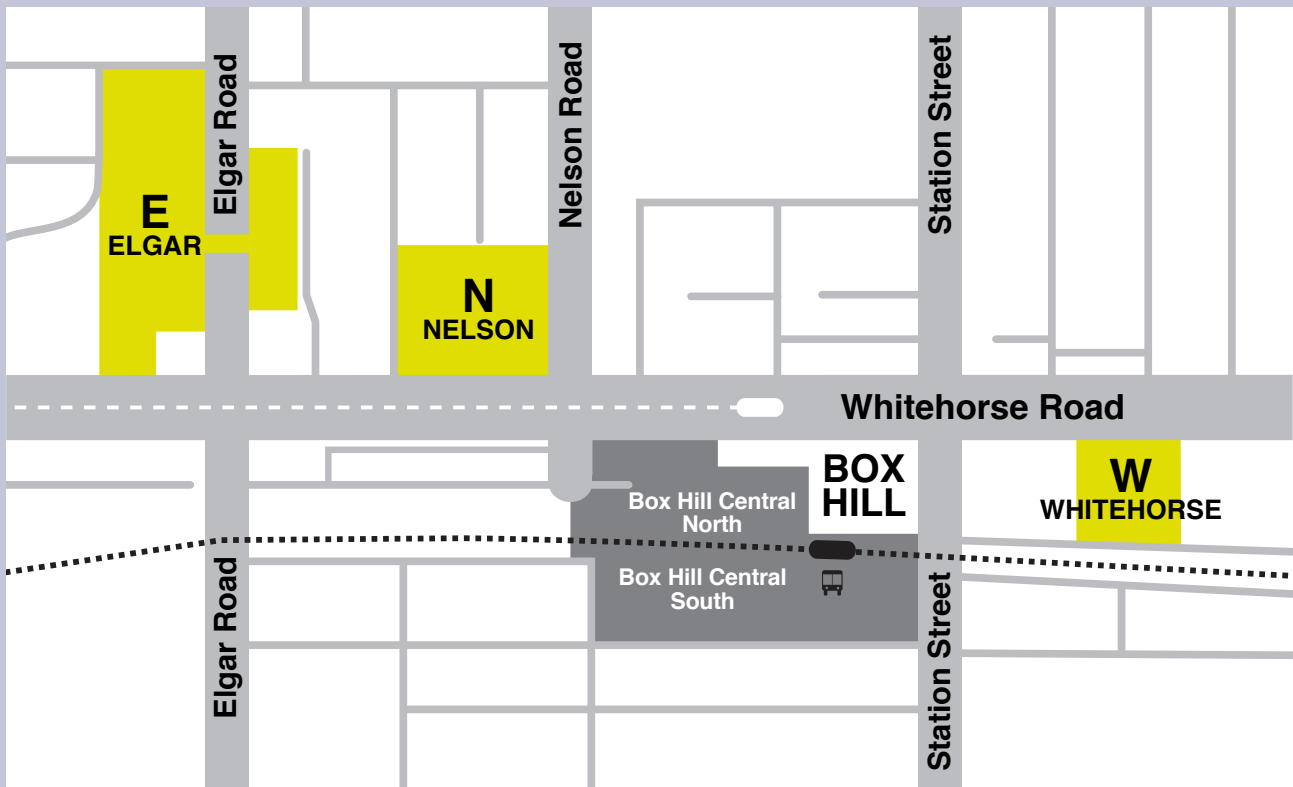 Elgar Road
Nelson Road
Station Street
E
ELGAR
N
NELSON
Whitehorse Road
BOX
HILL
W
WHITEHORSE
Box Hill Central
North
Box Hill Central
South
Elgar Road
Station Street